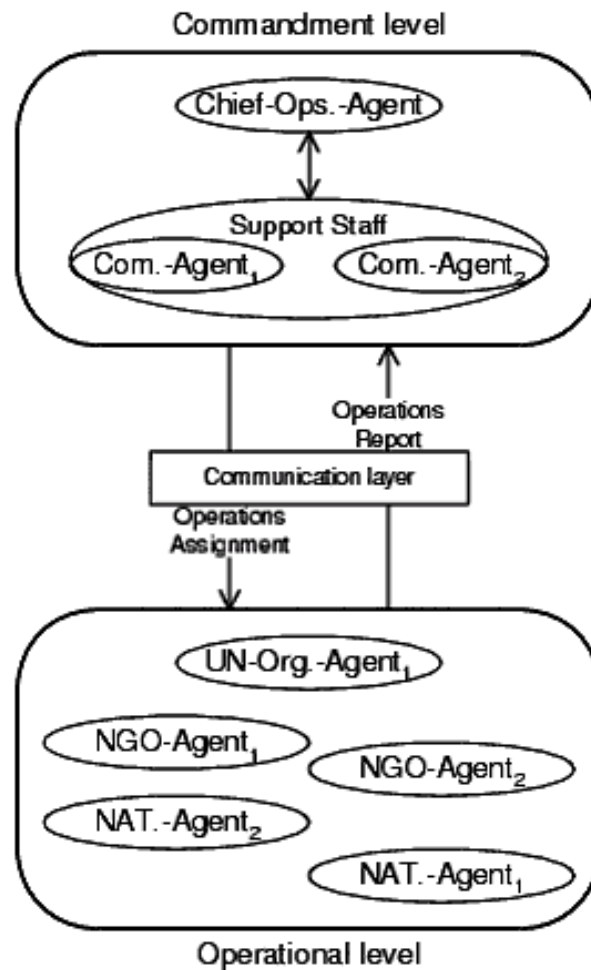 Commandment level
Chief-Ops.-Agent
Support Staff
Com.-Agent₁
Com.-Agent₂
Operations
Report
Communication layer
Operations
Assignment
UN-Org.-Agent₁
NGO-Agent₁
NGO-Agent₂
NAT.-Agent₂
NAT.-Agent₁
Operational level